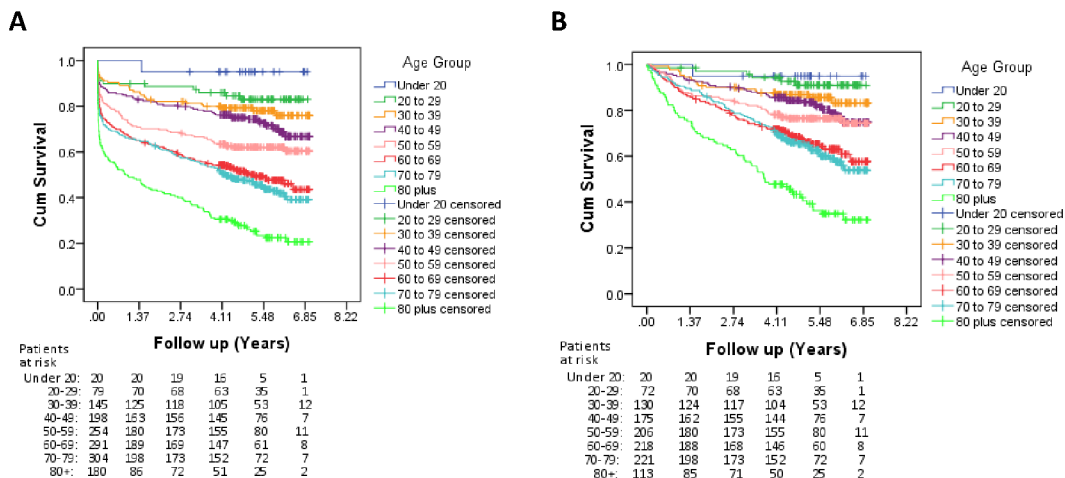 A
Cum Survival
1.0
0.8
0.6
0.4
0.2
0.0
.00 1.37 2.74 4.11 5.48 6.85 8.22
Follow up (Years)
Age Group
Under 20
20 to 29
30 to 39
40 to 49
50 to 59
60 to 69
70 to 79
80 plus
Under 20 censored
20 to 29 censored
30 to 39 censored
40 to 49 censored
50 to 59 censored
60 to 69 censored
70 to 79 censored
80 plus censored
Patients
at risk
Under 20: 20 20 19 16 5 1
20-29: 79 70 68 63 35 1
30-39: 145 125 118 105 53 12
40-49: 198 163 156 145 76 7
50-59: 254 180 173 155 80 11
60-69: 291 189 169 147 61 8
70-79: 304 198 173 152 72 7
80+: 180 86 72 51 25 2
B
Cum Survival
1.0
0.8
0.6
0.4
0.2
0.0
.00 1.37 2.74 4.11 5.48 6.85 8.22
Follow up (Years)
Age Group
Under 20
20 to 29
30 to 39
40 to 49
50 to 59
60 to 69
70 to 79
80 plus
Under 20 censored
20 to 29 censored
30 to 39 censored
40 to 49 censored
50 to 59 censored
60 to 69 censored
70 to 79 censored
80 plus censored
Patients
at risk
Under 20: 20 20 19 16 5 1
20-29: 72 70 68 63 35 1
30-39: 130 124 117 104 53 12
40-49: 175 162 155 144 76 7
50-59: 206 180 173 155 80 11
60-69: 218 188 168 146 60 8
70-79: 221 198 173 152 72 7
80+: 113 85 71 50 25 2